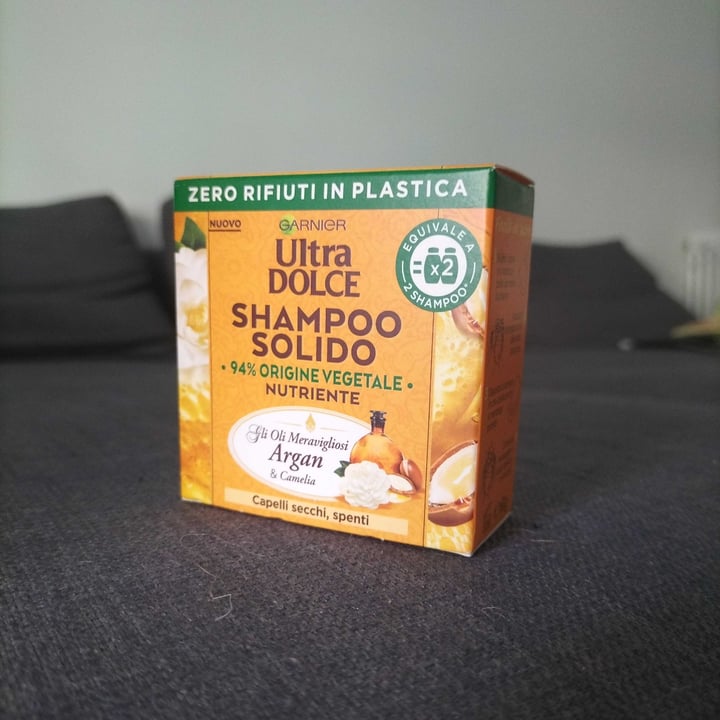 ZERO RIFIUTI IN PLASTICA
NUOVO
GARNIER
Ultra
DOLCE
EQUIVALE A
= x2
2 SHAMPOO*
SHAMPOO
SOLIDO
• 94% ORIGINE VEGETALE •
NUTRIENTE
Gli Oli Meravigliosi
Argan
& Camelia
Capelli secchi, spenti